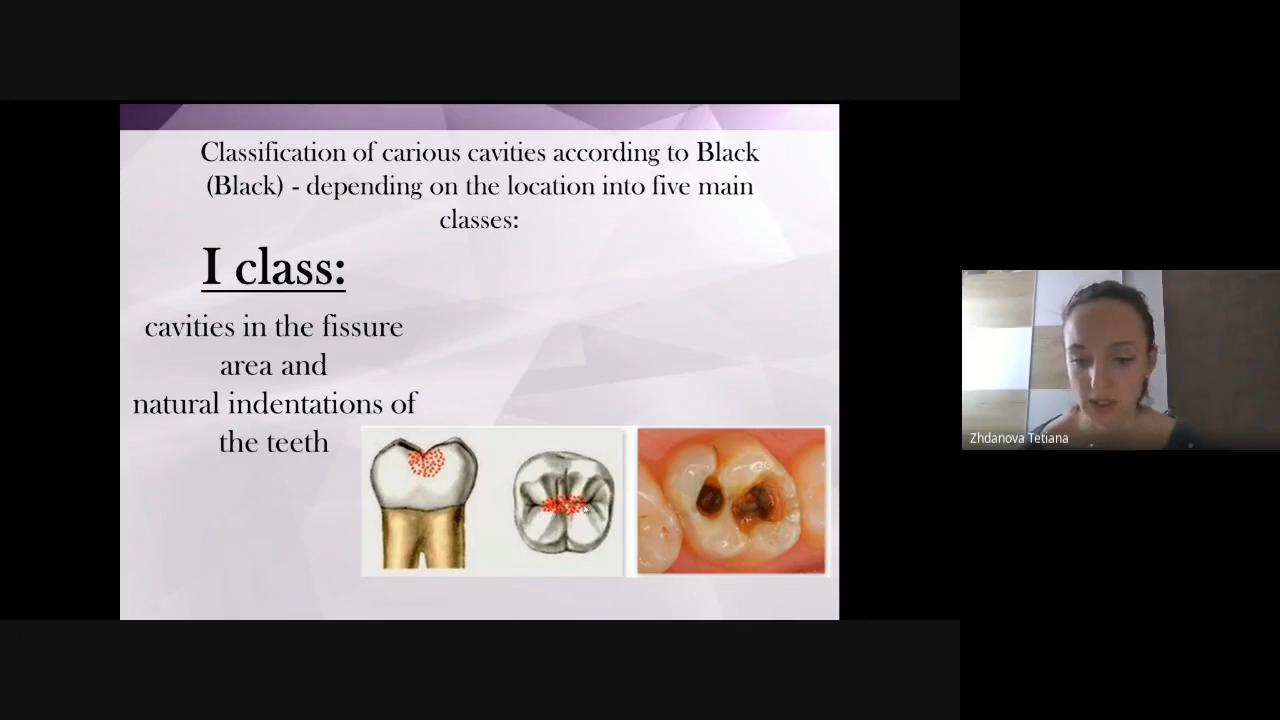 Classification of carious cavities according to Black
(Black) - depending on the location into five main
classes:
I class:
cavities in the fissure
area and
natural indentations of
the teeth
Zhdanova Tetiana